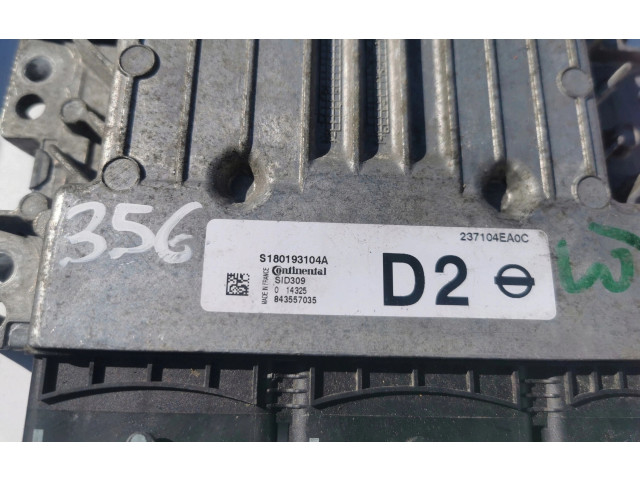 356
237104EA0C
S180193104A
MADE IN FRANCE
Continental
SID309
0 14325
843557035
D2